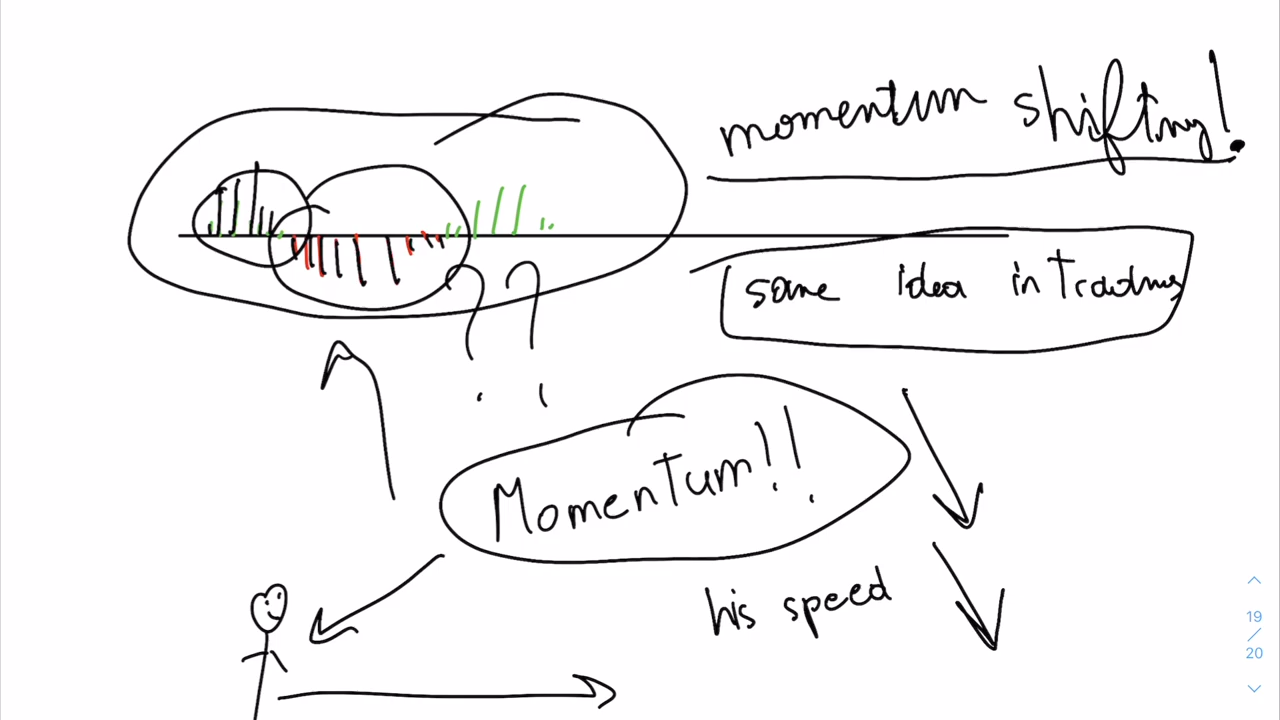 momentum shifting!
??
same idea in Trading
Momentum!!
his speed
19
/
20